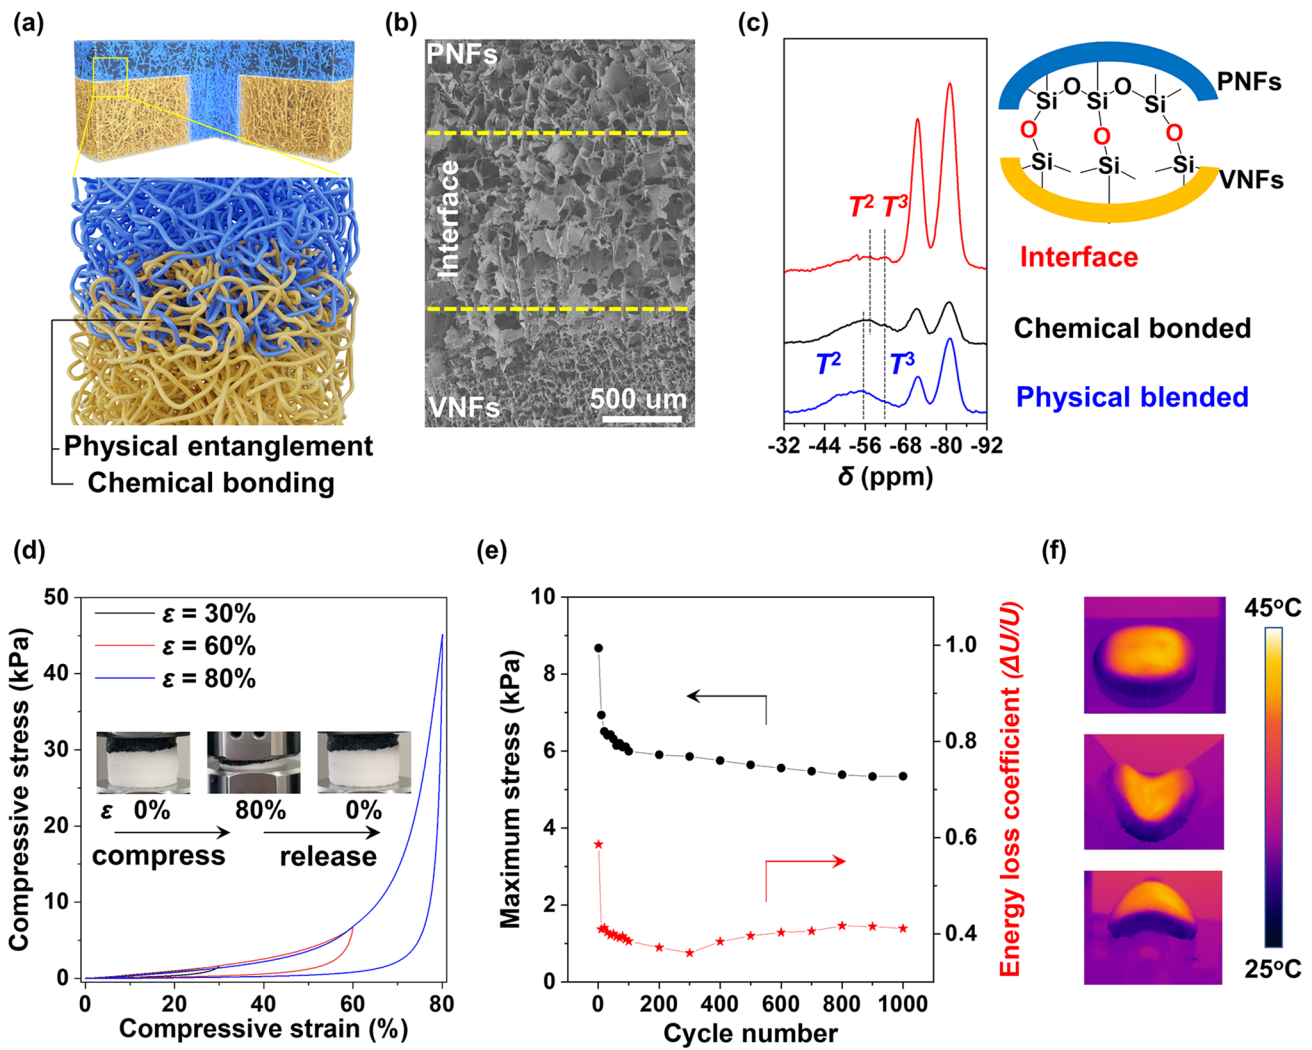 (a)
Physical entanglement
Chemical bonding
(b)
PNFs
Interface
VNFs
500 um
(c)
T² T³
T² T³
-32 -44 -56 -68 -80 -92
δ (ppm)
O O
Si Si Si
PNFs
O O O
Si Si Si
VNFs
Interface
Chemical bonded
Physical blended
(d)
50
40
30
20
10
0
Compressive stress (kPa)
ε = 30%
ε = 60%
ε = 80%
ε 0% 80% 0%
compress release
0 20 40 60 80
Compressive strain (%)
(e)
10
8
6
4
2
0
Maximum stress (kPa)
1.0
0.8
0.6
0.4
Energy loss coefficient (ΔU/U)
0 200 400 600 800 1000
Cycle number
(f)
45°C
25°C